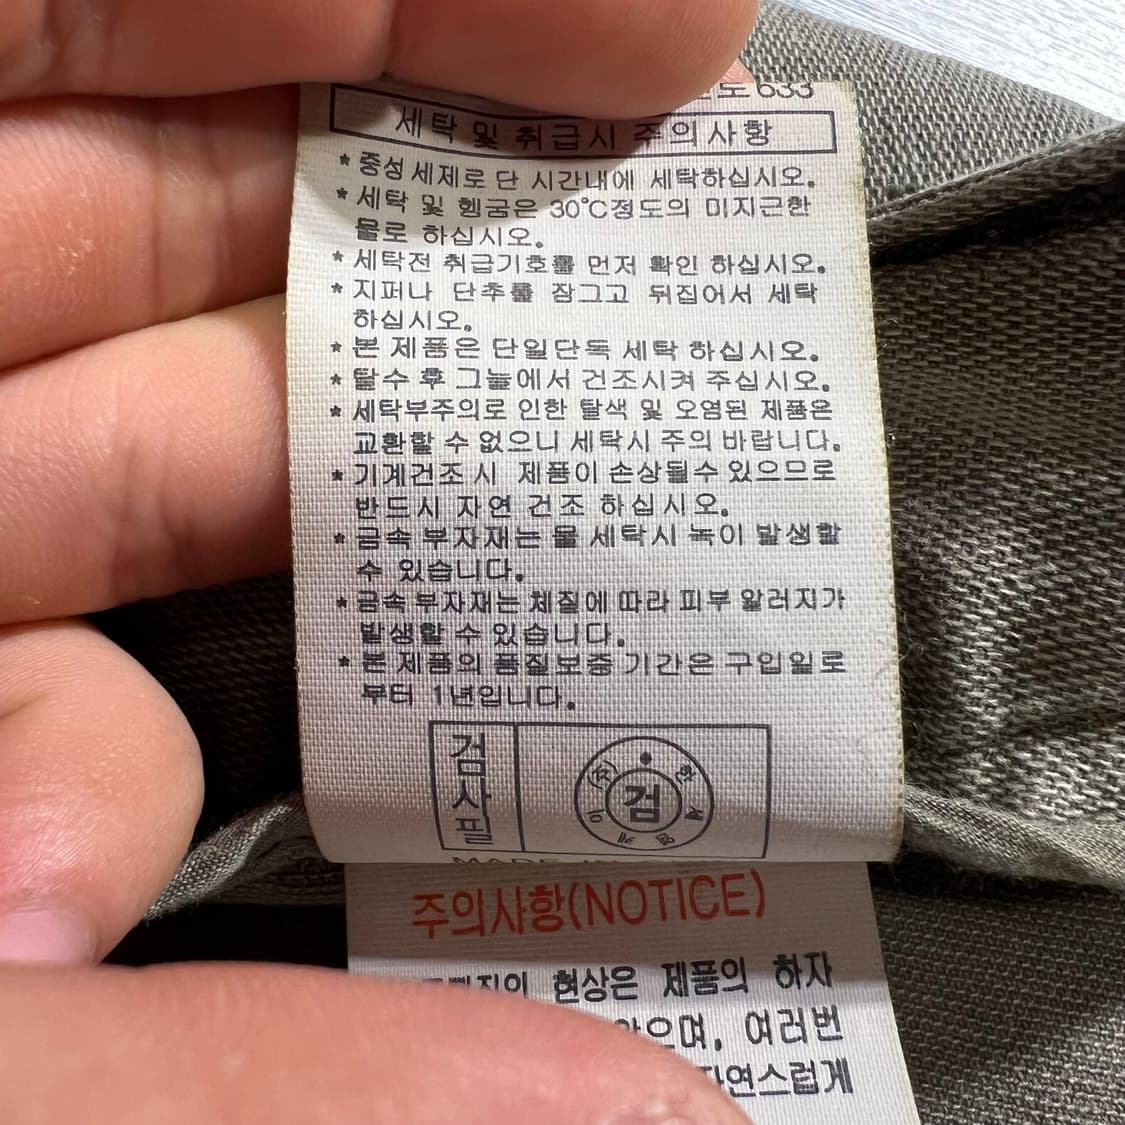 633
세탁 및 취급시 주의사항
* 중성세제로 단 시간내에 세탁하십시오.
* 세탁 및 헹굼은 30℃정도의 미지근한
물로 하십시오.
* 세탁전 취급기호를 먼저 확인 하십시오.
* 지퍼나 단추를 잠그고 뒤집어서 세탁
하십시오.
* 본 제품은 단일단독 세탁 하십시오.
* 탈수 후 그늘에서 건조시켜 주십시오.
* 세탁부주의로 인한 탈색 및 오염된 제품은
교환할 수 없으니 세탁시 주의 바랍니다.
* 기계건조 시 제품이 손상될수 있으므로
반드시 자연 건조 하십시오.
* 금속 부자재는 물 세탁시 녹이 발생할
수 있습니다.
* 금속 부자재는 체질에 따라 피부 알러지가
발생할 수 있습니다.
* 본 제품의 품질보증 기간은 구입일로
부터 1년입니다.
검사필
검
MADE IN
주의사항(NOTICE)
현상은 제품의 하자
않으며, 여러번
자연스럽게